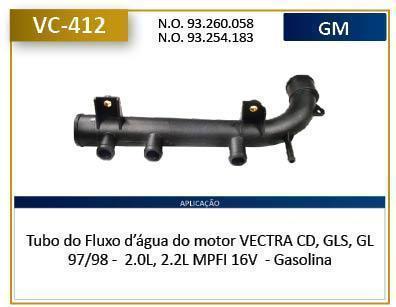 VC-412
N.O. 93.260.058
N.O. 93.254.183
GM
APLICAÇÃO
Tubo do Fluxo d'água do motor VECTRA CD, GLS, GL
97/98 - 2.0L, 2.2L MPFI 16V - Gasolina